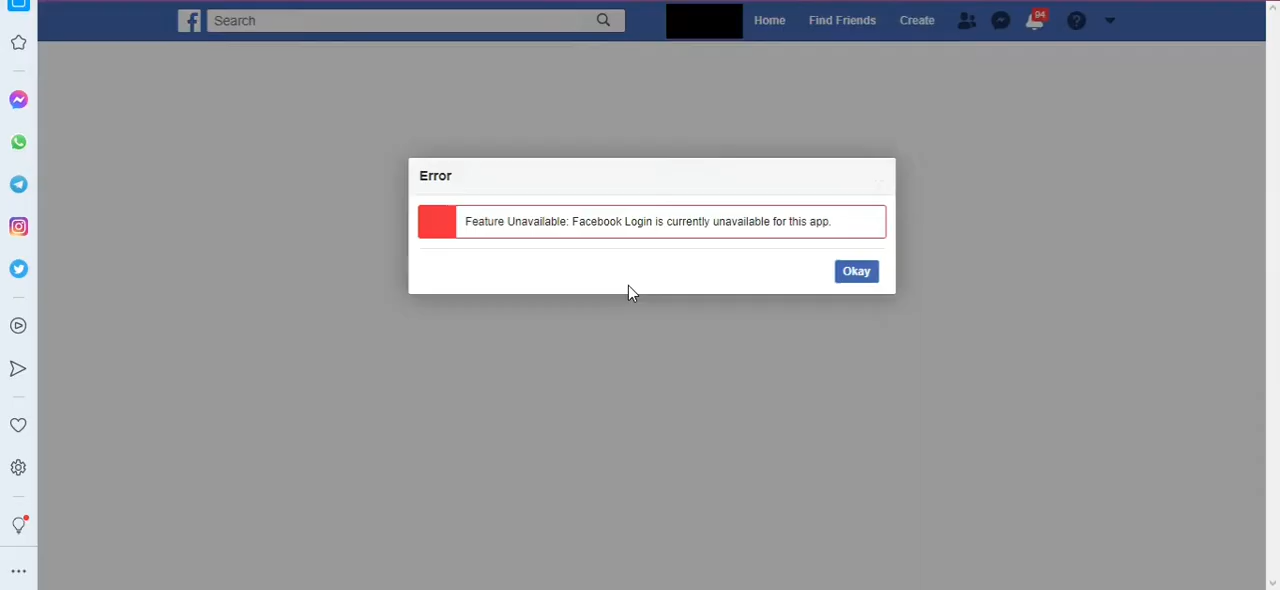 Search
Home
Find Friends
Create
94
Error
Feature Unavailable: Facebook Login is currently unavailable for this app.
Okay